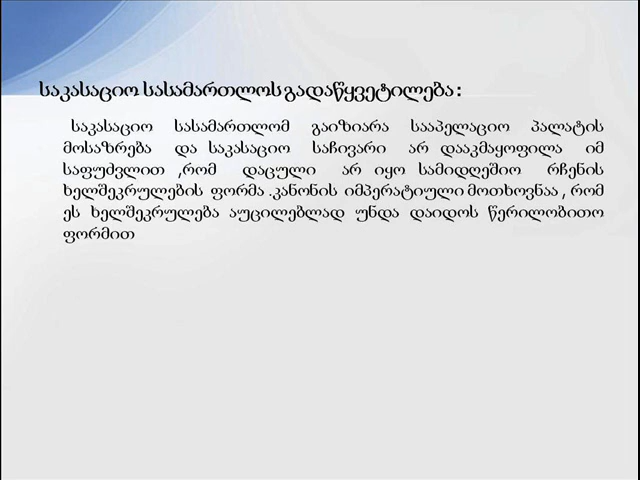 საკასაციო სასამართლოს გადაწყვეტილება :
საკასაციო სასამართლომ გაიზიარა სააპელაციო პალატის
მოსაზრება და საკასაციო საჩივარი არ დააკმაყოფილა იმ
საფუძვლით ,რომ დაცული არ იყო სამიდღეშიო რჩენის
ხელშეკრულების ფორმა .კანონის იმპერატიული მოთხოვნაა , რომ
ეს ხელშეკრულება აუცილებლად უნდა დაიდოს წერილობითო
ფორმით